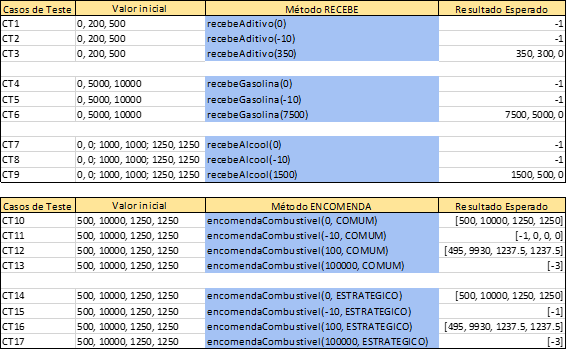 Casos de Teste Valor inicial Método RECEBE Resultado Esperado
CT1 0, 200, 500 recebeAditivo(0) -1
CT2 0, 200, 500 recebeAditivo(-10) -1
CT3 0, 200, 500 recebeAditivo(350) 350, 300, 0
CT4 0, 5000, 10000 recebeGasolina(0) -1
CT5 0, 5000, 10000 recebeGasolina(-10) -1
CT6 0, 5000, 10000 recebeGasolina(7500) 7500, 5000, 0
CT7 0, 0; 1000, 1000; 1250, 1250 recebeAlcool(0) -1
CT8 0, 0; 1000, 1000; 1250, 1250 recebeAlcool(-10) -1
CT9 0, 0; 1000, 1000; 1250, 1250 recebeAlcool(1500) 1500, 500, 0
Casos de Teste Valor inicial Método ENCOMENDA Resultado Esperado
CT10 500, 10000, 1250, 1250 encomendaCombustivel(0, COMUM) [500, 10000, 1250, 1250]
CT11 500, 10000, 1250, 1250 encomendaCombustivel(-10, COMUM) [-1, 0, 0, 0]
CT12 500, 10000, 1250, 1250 encomendaCombustivel(100, COMUM) [495, 9930, 1237.5, 1237.5]
CT13 500, 10000, 1250, 1250 encomendaCombustivel(100000, COMUM) [-3]
CT14 500, 10000, 1250, 1250 encomendaCombustivel(0, ESTRATEGICO) [500, 10000, 1250, 1250]
CT15 500, 10000, 1250, 1250 encomendaCombustivel(-10, ESTRATEGICO) [-1]
CT16 500, 10000, 1250, 1250 encomendaCombustivel(100, ESTRATEGICO) [495, 9930, 1237.5, 1237.5]
CT17 500, 10000, 1250, 1250 encomendaCombustivel(100000, ESTRATEGICO) [-3]